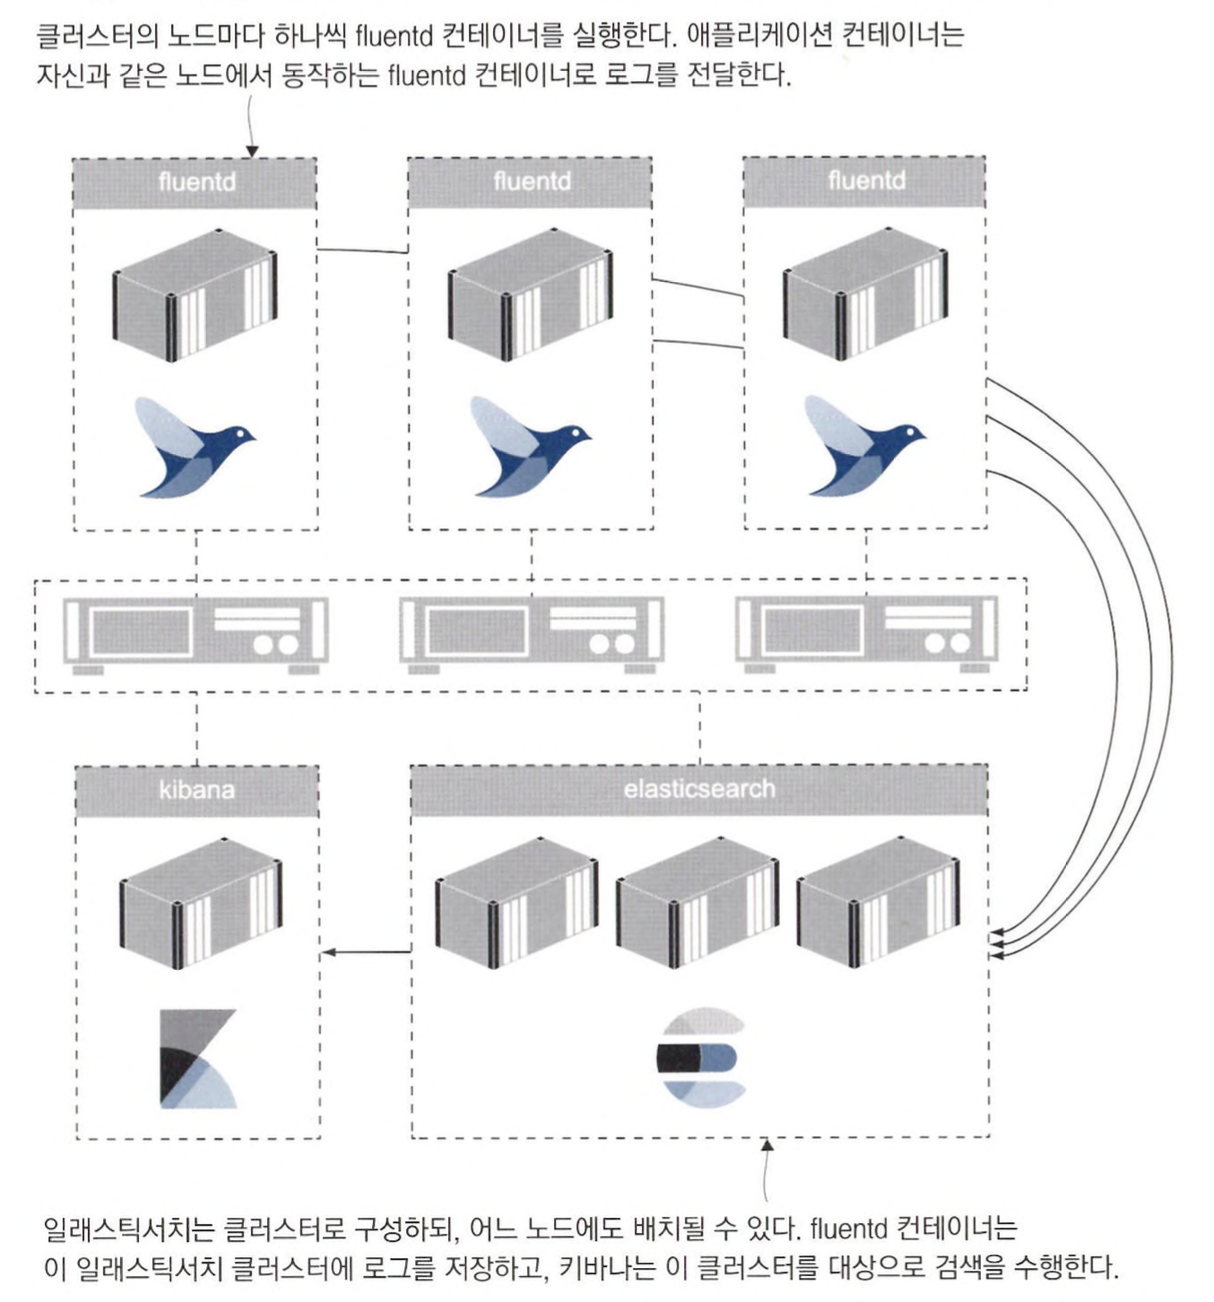 클러스터의 노드마다 하나씩 fluentd 컨테이너를 실행한다. 애플리케이션 컨테이너는
자신과 같은 노드에서 동작하는 fluentd 컨테이너로 로그를 전달한다.
fluentd
fluentd
fluentd
kibana
elasticsearch
일래스틱서치는 클러스터로 구성하되, 어느 노드에도 배치될 수 있다. fluentd 컨테이너는
이 일래스틱서치 클러스터에 로그를 저장하고, 키바나는 이 클러스터를 대상으로 검색을 수행한다.